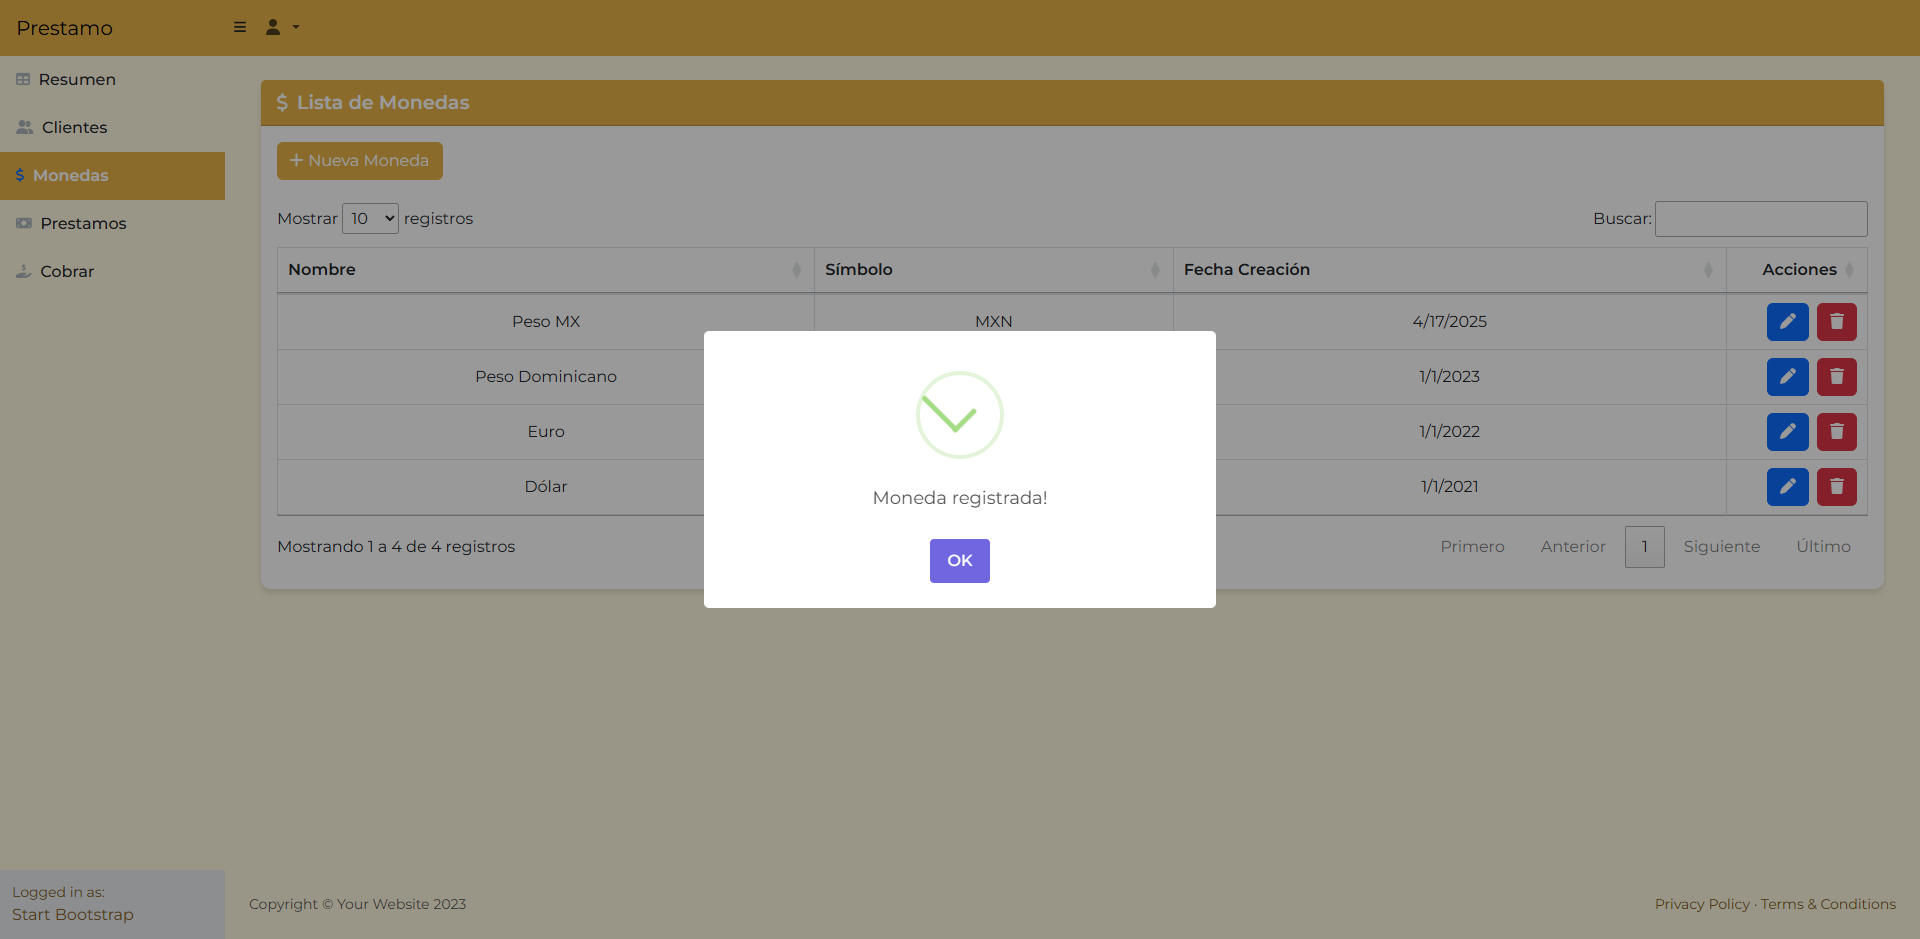 Prestamo
Resumen
Clientes
Monedas
Prestamos
Cobrar
Lista de Monedas
Nueva Moneda
Mostrar 10 registros
Buscar:
Nombre Símbolo Fecha Creación Acciones
Peso MX MXN 4/17/2025
Peso Dominicano 1/1/2023
Euro 1/1/2022
Dólar 1/1/2021
Mostrando 1 a 4 de 4 registros
Primero Anterior 1 Siguiente Último
Moneda registrada!
OK
Logged in as:
Start Bootstrap
Copyright © Your Website 2023
Privacy Policy · Terms & Conditions